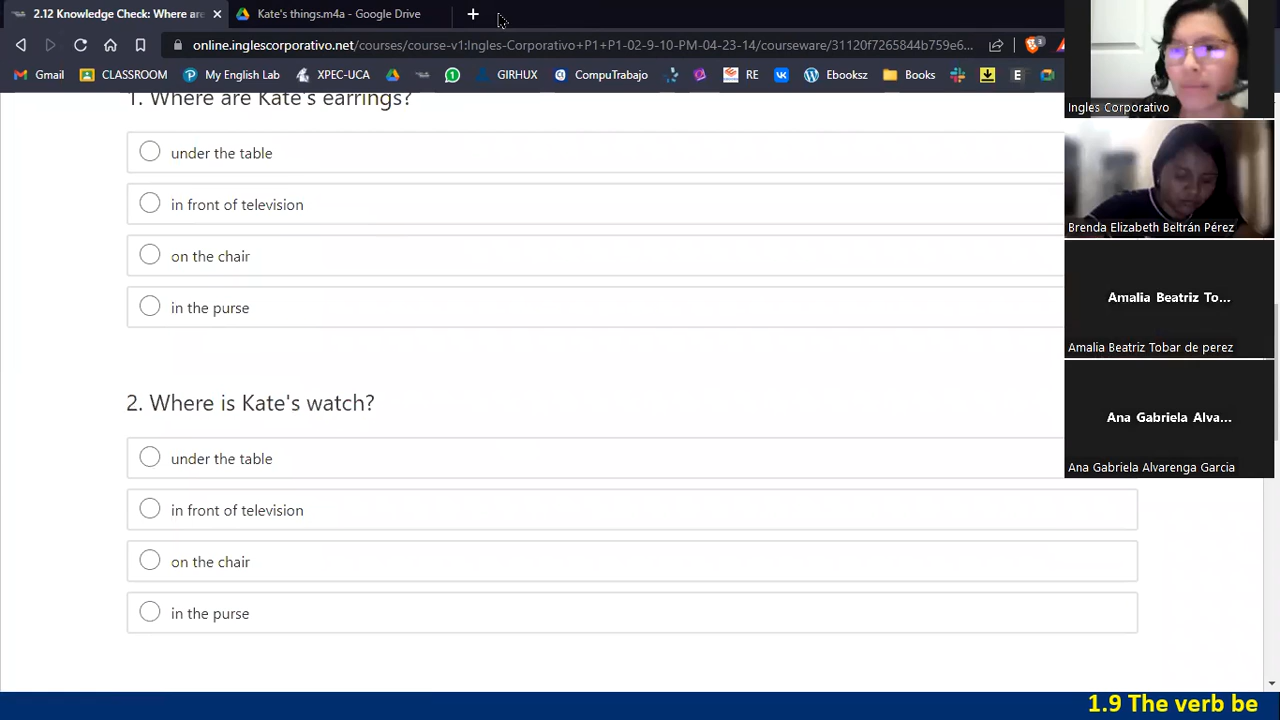 2.12 Knowledge Check: Where are
Kate's things.m4a - Google Drive
online.inglescorporativo.net/courses/course-v1:Ingles-Corporativo+P1+P1-02-9-10-PM-04-23-14/courseware/31120f7265844b759e6...
3
Gmail
CLASSROOM
My English Lab
XPEC-UCA
GIRHUX
CompuTrabajo
RE
Ebooksz
Books
1. Where are Kate's earrings?
under the table
in front of television
on the chair
in the purse
2. Where is Kate's watch?
under the table
in front of television
on the chair
in the purse
Ingles Corporativo
Brenda Elizabeth Beltrán Pérez
Amalia Beatriz To...
Amalia Beatriz Tobar de perez
Ana Gabriela Alva...
Ana Gabriela Alvarenga Garcia
1.9 The verb be